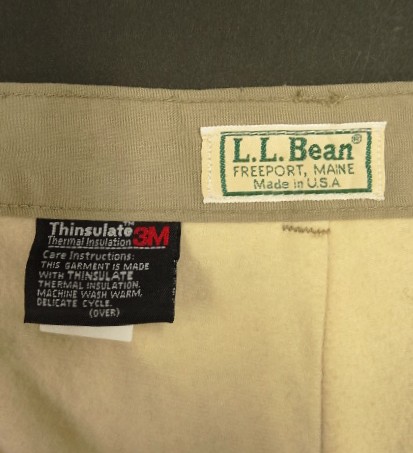 L.L.Bean®
FREEPORT, MAINE
Made in U.S.A
Thinsulate™ 3M
Thermal Insulation
Care Instructions:
THIS GARMENT IS MADE
WITH THINSULATE
THERMAL INSULATION.
MACHINE WASH WARM,
DELICATE CYCLE.
(OVER)